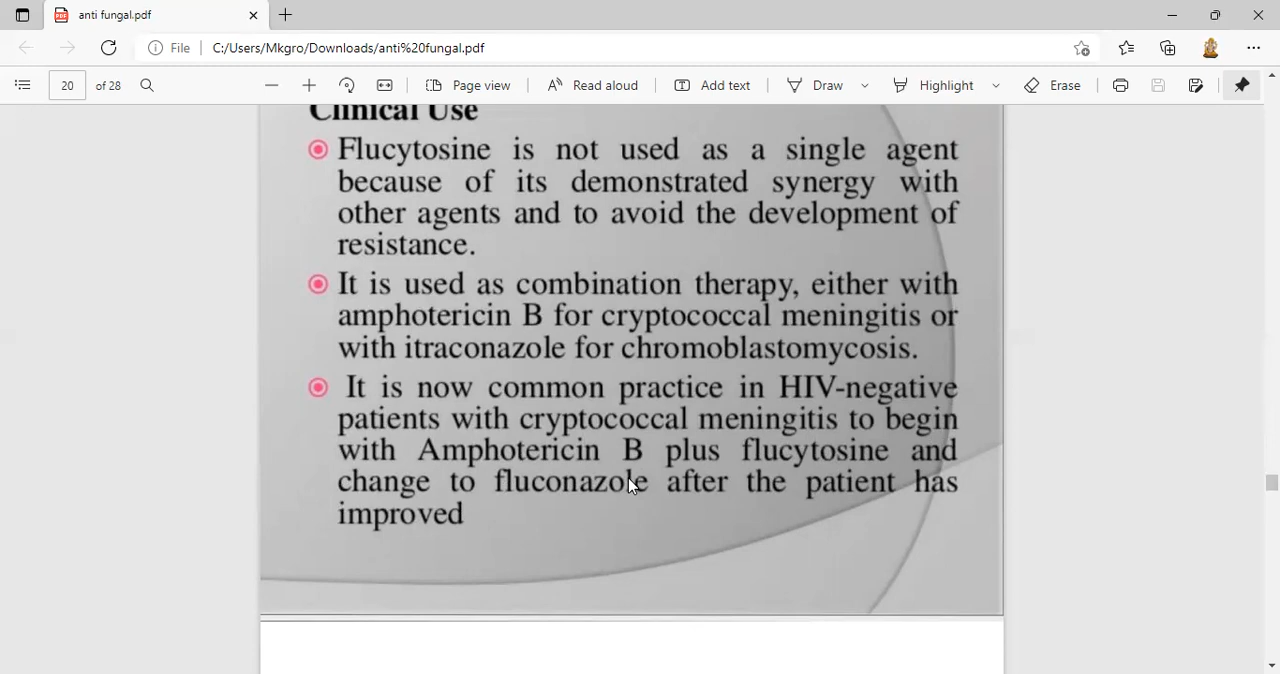 anti fungal.pdf
File
C:/Users/Mkgro/Downloads/anti%20fungal.pdf
20 of 28
Page view
Read aloud
Add text
Draw
Highlight
Erase
Clinical Use
Flucytosine is not used as a single agent
because of its demonstrated synergy with
other agents and to avoid the development of
resistance.
It is used as combination therapy, either with
amphotericin B for cryptococcal meningitis or
with itraconazole for chromoblastomycosis.
It is now common practice in HIV-negative
patients with cryptococcal meningitis to begin
with Amphotericin B plus flucytosine and
change to fluconazole after the patient has
improved